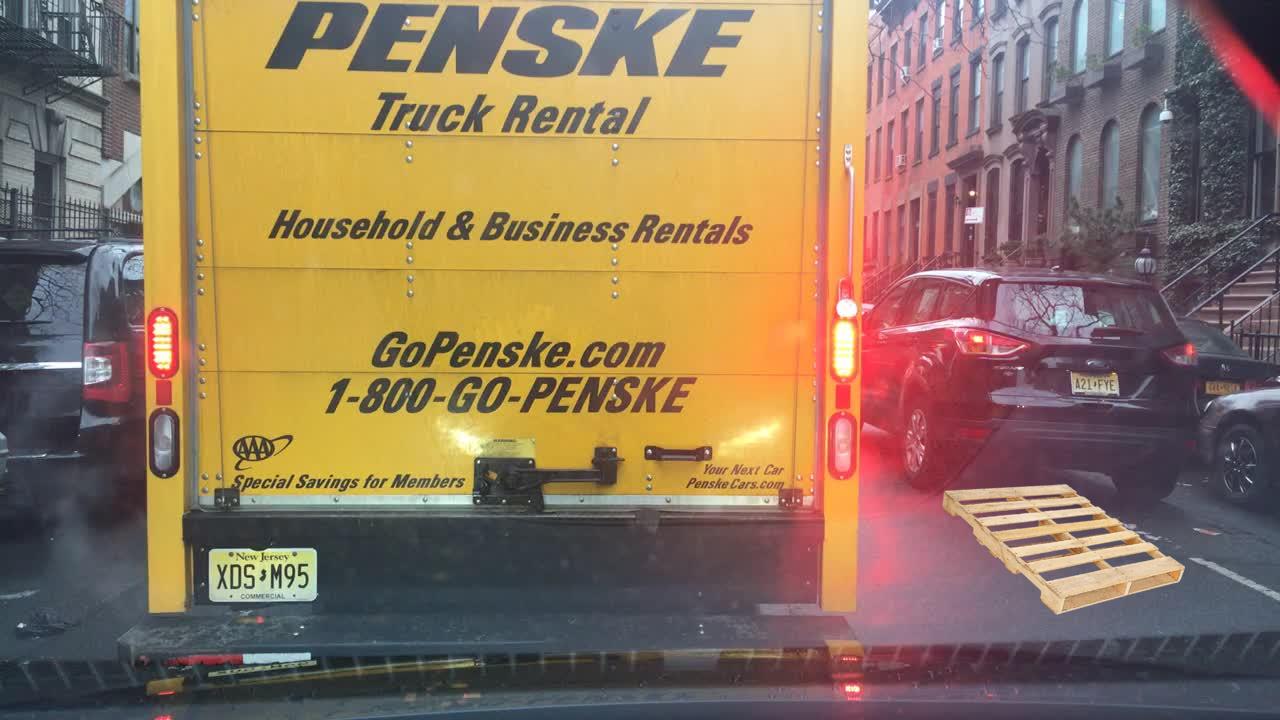 PENSKE
Truck Rental
Household & Business Rentals
GoPenske.com
1-800-GO-PENSKE
AAA
Special Savings for Members
WARNING
Your Next Car
PenskeCars.com
New Jersey
XDS M95
COMMERCIAL
A21 FYE